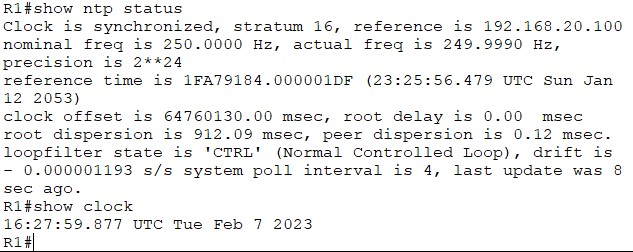 R1#show ntp status
Clock is synchronized, stratum 16, reference is 192.168.20.100
nominal freq is 250.0000 Hz, actual freq is 249.9990 Hz,
precision is 2**24
reference time is 1FA79184.000001DF (23:25:56.479 UTC Sun Jan
12 2053)
clock offset is 64760130.00 msec, root delay is 0.00  msec
root dispersion is 912.09 msec, peer dispersion is 0.12 msec.
loopfilter state is 'CTRL' (Normal Controlled Loop), drift is
- 0.000001193 s/s system poll interval is 4, last update was 8
sec ago.
R1#show clock
16:27:59.877 UTC Tue Feb 7 2023
R1#